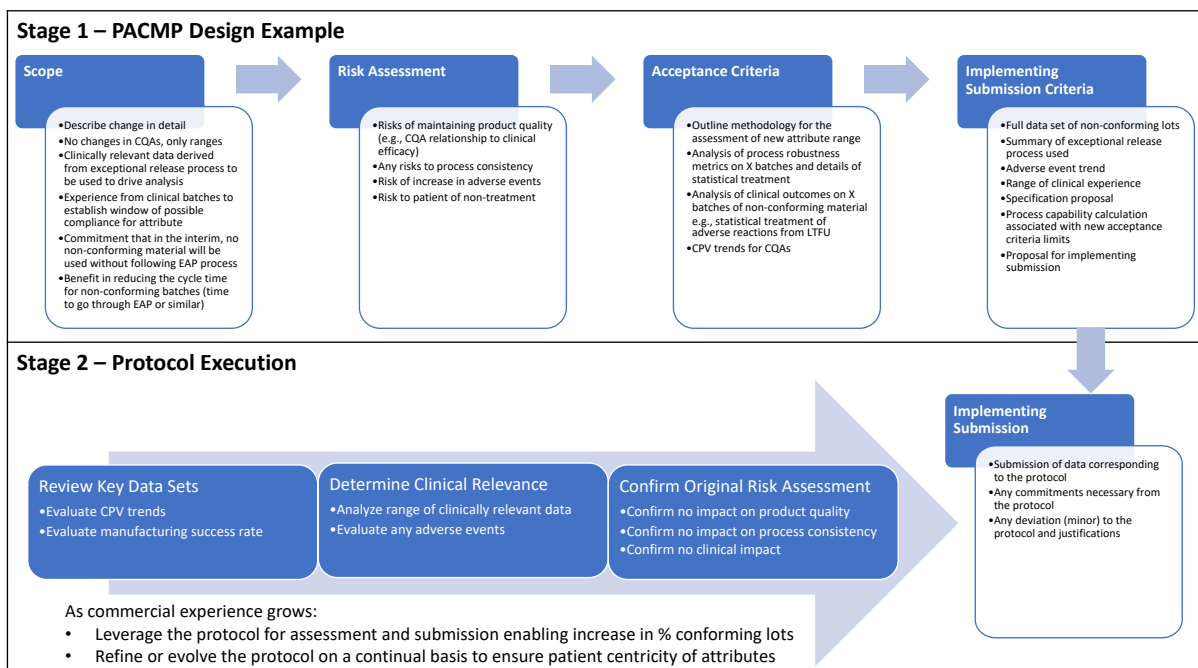 Stage 1 – PACMP Design Example
Scope
•Describe change in detail
•No changes in CQAs, only ranges
•Clinically relevant data derived
from exceptional release process to
be used to drive analysis
•Experience from clinical batches to
establish window of possible
compliance for attribute
•Commitment that in the interim, no
non-conforming material will be
used without following EAP process
•Benefit in reducing the cycle time
for non-conforming batches (time
to go through EAP or similar)
Risk Assessment
•Risks of maintaining product quality
(e.g., CQA relationship to clinical
efficacy)
•Any risks to process consistency
•Risk of increase in adverse events
•Risk to patient of non-treatment
Acceptance Criteria
•Outline methodology for the
assessment of new attribute range
•Analysis of process robustness
metrics on X batches and details of
statistical treatment
•Analysis of clinical outcomes on X
batches of non-conforming material
e.g., statistical treatment of
adverse reactions from LTFU
•CPV trends for CQAs
Implementing
Submission Criteria
•Full data set of non-conforming lots
•Summary of exceptional release
process used
•Adverse event trend
•Range of clinical experience
•Specification proposal
•Process capability calculation
associated with new acceptance
criteria limits
•Proposal for implementing
submission
Stage 2 – Protocol Execution
Review Key Data Sets
•Evaluate CPV trends
•Evaluate manufacturing success rate
Determine Clinical Relevance
•Analyze range of clinically relevant data
•Evaluate any adverse events
Confirm Original Risk Assessment
•Confirm no impact on product quality
•Confirm no impact on process consistency
•Confirm no clinical impact
Implementing
Submission
•Submission of data corresponding
to the protocol
•Any commitments necessary from
the protocol
•Any deviation (minor) to the
protocol and justifications
As commercial experience grows:
• Leverage the protocol for assessment and submission enabling increase in % conforming lots
• Refine or evolve the protocol on a continual basis to ensure patient centricity of attributes